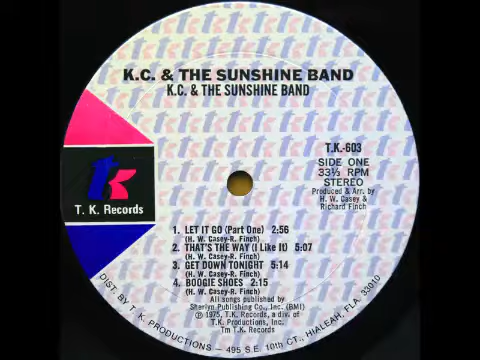 K.C. & THE SUNSHINE BAND
K.C. & THE SUNSHINE BAND
T.K.-603
SIDE ONE
33⅓ RPM
STEREO
Produced & Arr. by
H. W. Casey &
Richard Finch
tk
T. K. Records
1. LET IT GO (Part One) 2:56
(H. W. Casey-R. Finch)
2. THAT'S THE WAY (I Like It) 5:07
(H. W. Casey-R. Finch)
3. GET DOWN TONIGHT 5:14
(H. W. Casey-R. Finch)
4. BOOGIE SHOES 2:15
(H. W. Casey-R. Finch)
All songs published by
Sherlyn Publishing Co., Inc. (BMI)
℗ 1975, T.K. Records, a div. of
T.K. Productions, Inc.
Tm T.K. Records
DIST. BY T. K. PRODUCTIONS – 495 S.E. 10th CT., HIALEAH, FLA. 33010